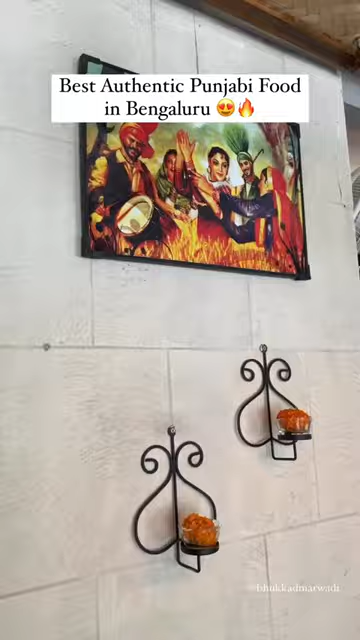 Best Authentic Punjabi Food
in Bengaluru 😍🔥
@bhukkadmarwadi